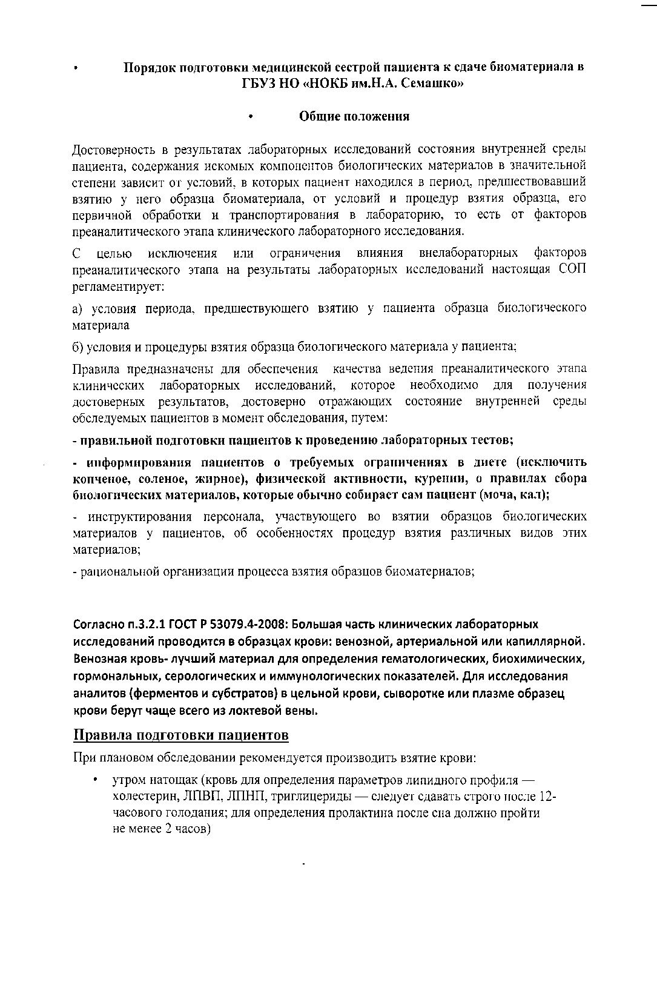 • Порядок подготовки медицинской сестрой пациента к сдаче биоматериала в
ГБУЗ НО «НОКБ им.Н.А. Семашко»
• Общие положения
Достоверность в результатах лабораторных исследований состояния внутренней среды
пациента, содержания искомых компонентов биологических материалов в значительной
степени зависит от условий, в которых пациент находился в период, предшествовавший
взятию у него образца биоматериала, от условий и процедур взятия образца, его
первичной обработки и транспортирования в лабораторию, то есть от факторов
преаналитического этапа клинического лабораторного исследования.
С целью исключения или ограничения влияния внелабораторных факторов
преаналитического этапа на результаты лабораторных исследований настоящая СОП
регламентирует:
а) условия периода, предшествующего взятию у пациента образца биологического
материала
б) условия и процедуры взятия образца биологического материала у пациента;
Правила предназначены для обеспечения качества ведения преаналитического этапа
клинических лабораторных исследований, которое необходимо для получения
достоверных результатов, достоверно отражающих состояние внутренней среды
обследуемых пациентов в момент обследования, путем:
- правильной подготовки пациентов к проведению лабораторных тестов;
- информирования пациентов о требуемых ограничениях в диете (исключить
копченое, соленое, жирное), физической активности, курении, о правилах сбора
биологических материалов, которые обычно собирает сам пациент (моча, кал);
- инструктирования персонала, участвующего во взятии образцов биологических
материалов у пациентов, об особенностях процедур взятия различных видов этих
материалов;
- рациональной организации процесса взятия образцов биоматериалов;
Согласно п.3.2.1 ГОСТ Р 53079.4-2008: Большая часть клинических лабораторных
исследований проводится в образцах крови: венозной, артериальной или капиллярной.
Венозная кровь- лучший материал для определения гематологических, биохимических,
гормональных, серологических и иммунологических показателей. Для исследования
аналитов (ферментов и субстратов) в цельной крови, сыворотке или плазме образец
крови берут чаще всего из локтевой вены.
Правила подготовки пациентов
При плановом обследовании рекомендуется производить взятие крови:
• утром натощак (кровь для определения параметров липидного профиля —
холестерин, ЛПВП, ЛПНП, триглицериды — следует сдавать строго после 12-
часового голодания; для определения пролактина после сна должно пройти
не менее 2 часов)